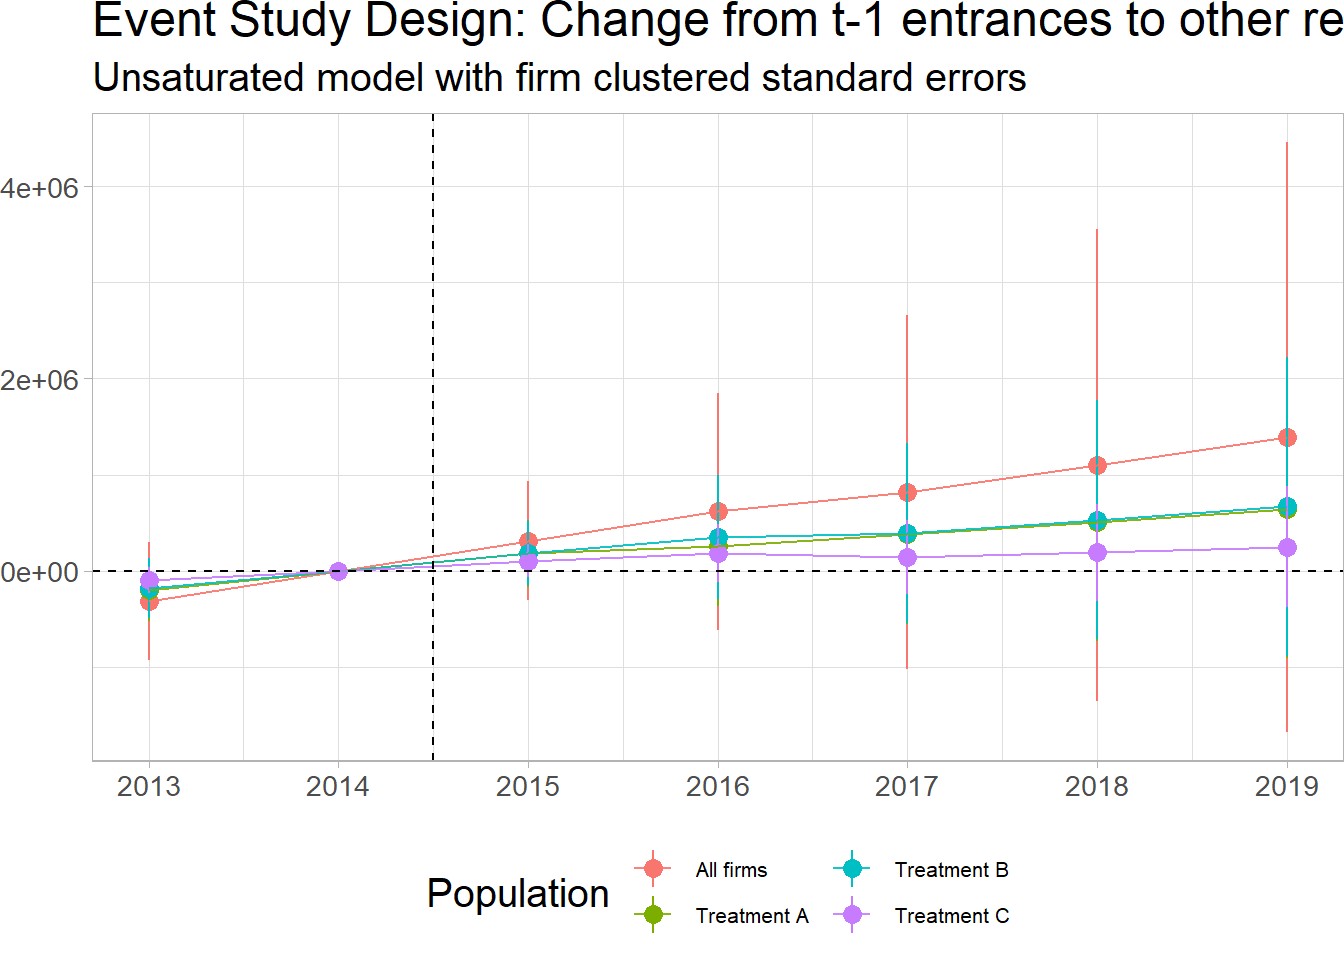 Event Study Design: Change from t-1 entrances to other re
Unsaturated model with firm clustered standard errors
4e+06
2e+06
0e+00
2013 2014 2015 2016 2017 2018 2019
Population
All firms
Treatment B
Treatment A
Treatment C